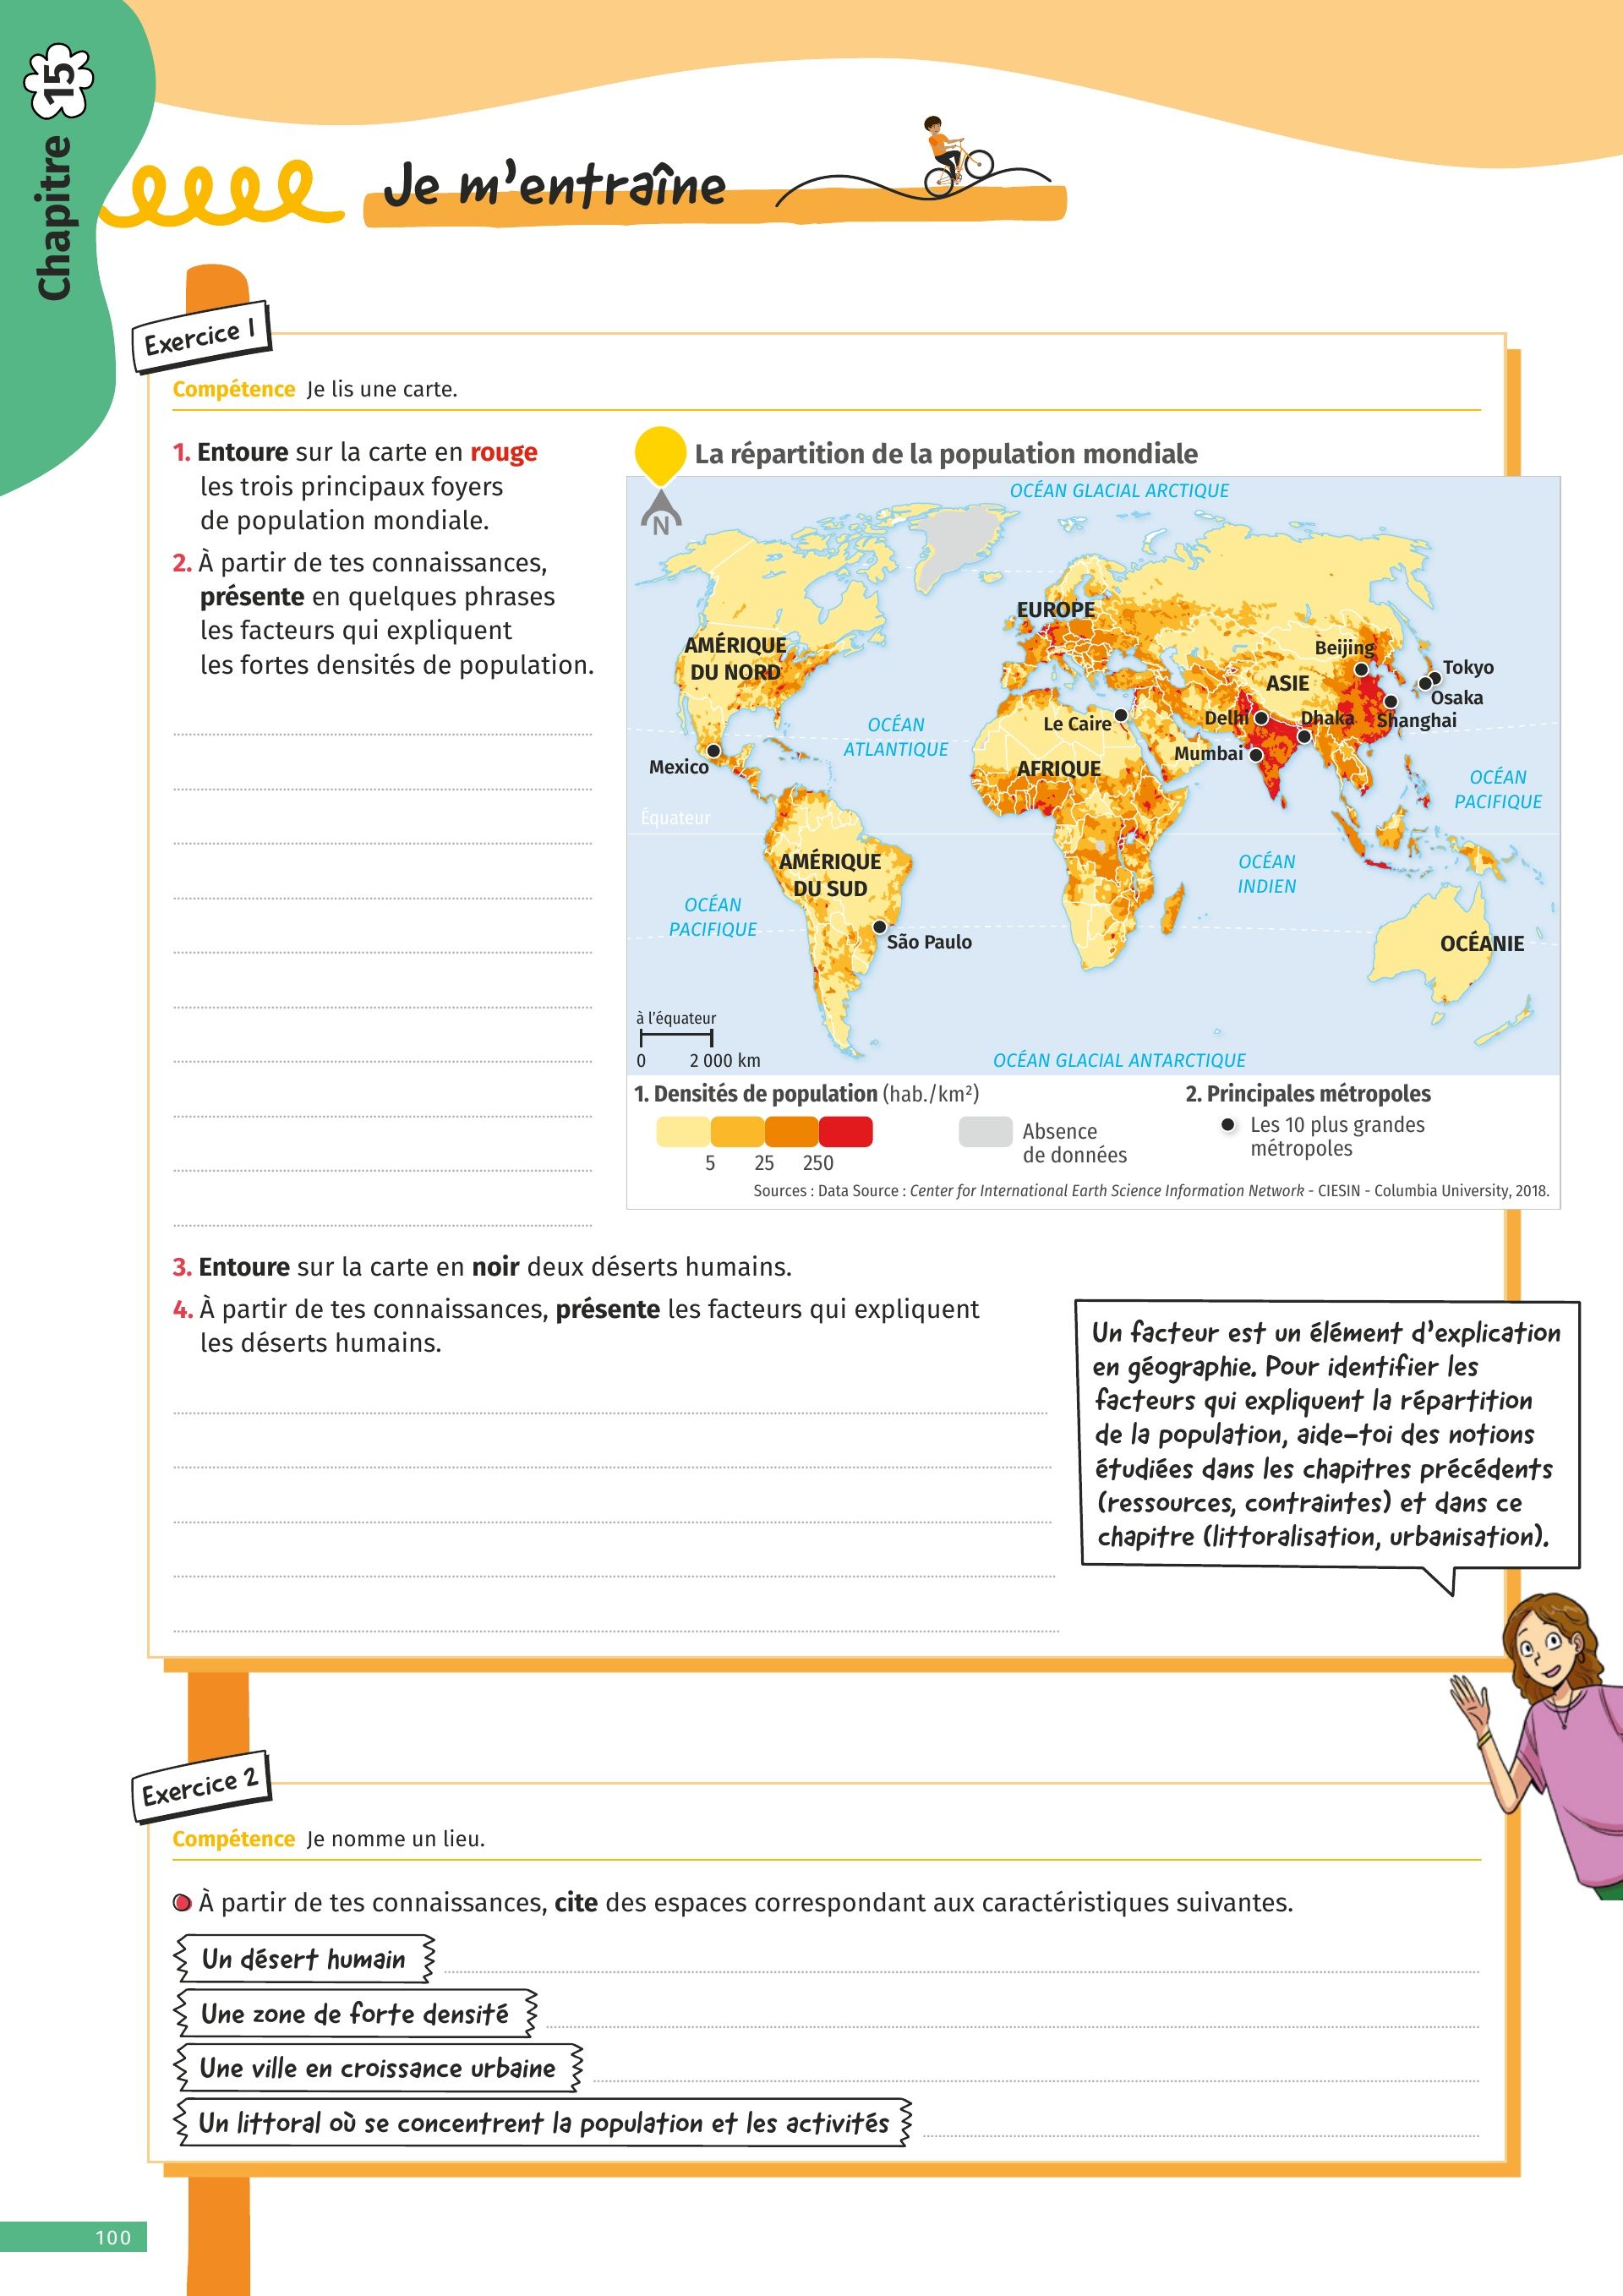 Chapitre 15
Je m'entraîne
Exercice 1
Compétence Je lis une carte.
1. Entoure sur la carte en rouge
les trois principaux foyers
de population mondiale.
2. À partir de tes connaissances,
présente en quelques phrases
les facteurs qui expliquent
les fortes densités de population.
La répartition de la population mondiale
N
OCÉAN GLACIAL ARCTIQUE
EUROPE
AMÉRIQUE
DU NORD
Beijing
Tokyo
ASIE
Osaka
Le Caire
Delhi
Dhaka
Shanghai
OCÉAN
ATLANTIQUE
Mumbai
Mexico
AFRIQUE
OCÉAN
PACIFIQUE
Équateur
AMÉRIQUE
DU SUD
OCÉAN
INDIEN
OCÉAN
PACIFIQUE
São Paulo
OCÉANIE
à l'équateur
0 2 000 km
OCÉAN GLACIAL ANTARCTIQUE
1. Densités de population (hab./km²)
5 25 250
Absence
de données
2. Principales métropoles
Les 10 plus grandes
métropoles
Sources : Data Source : Center for International Earth Science Information Network - CIESIN - Columbia University, 2018.
3. Entoure sur la carte en noir deux déserts humains.
4. À partir de tes connaissances, présente les facteurs qui expliquent
les déserts humains.
Un facteur est un élément d'explication
en géographie. Pour identifier les
facteurs qui expliquent la répartition
de la population, aide-toi des notions
étudiées dans les chapitres précédents
(ressources, contraintes) et dans ce
chapitre (littoralisation, urbanisation).
Exercice 2
Compétence Je nomme un lieu.
À partir de tes connaissances, cite des espaces correspondant aux caractéristiques suivantes.
Un désert humain
Une zone de forte densité
Une ville en croissance urbaine
Un littoral où se concentrent la population et les activités
100